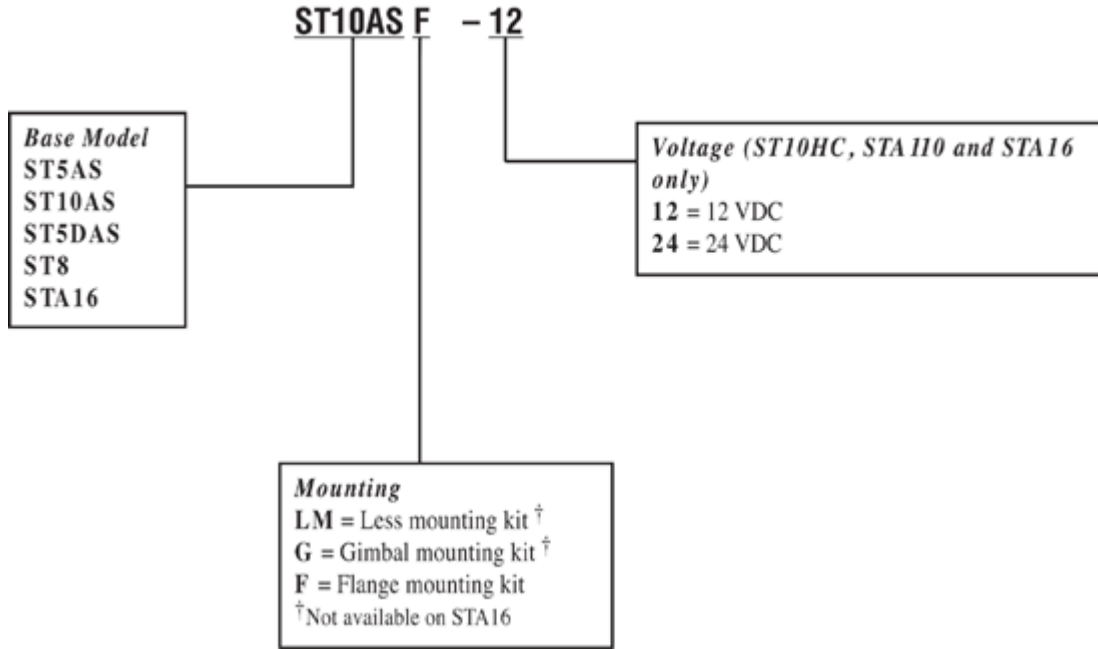 ST10AS F - 12
Base Model
ST5AS
ST10AS
ST5DAS
ST8
STA16
Voltage (ST10HC, STA110 and STA16
only)
12 = 12 VDC
24 = 24 VDC
Mounting
LM = Less mounting kit †
G = Gimbal mounting kit †
F = Flange mounting kit
†Not available on STA16